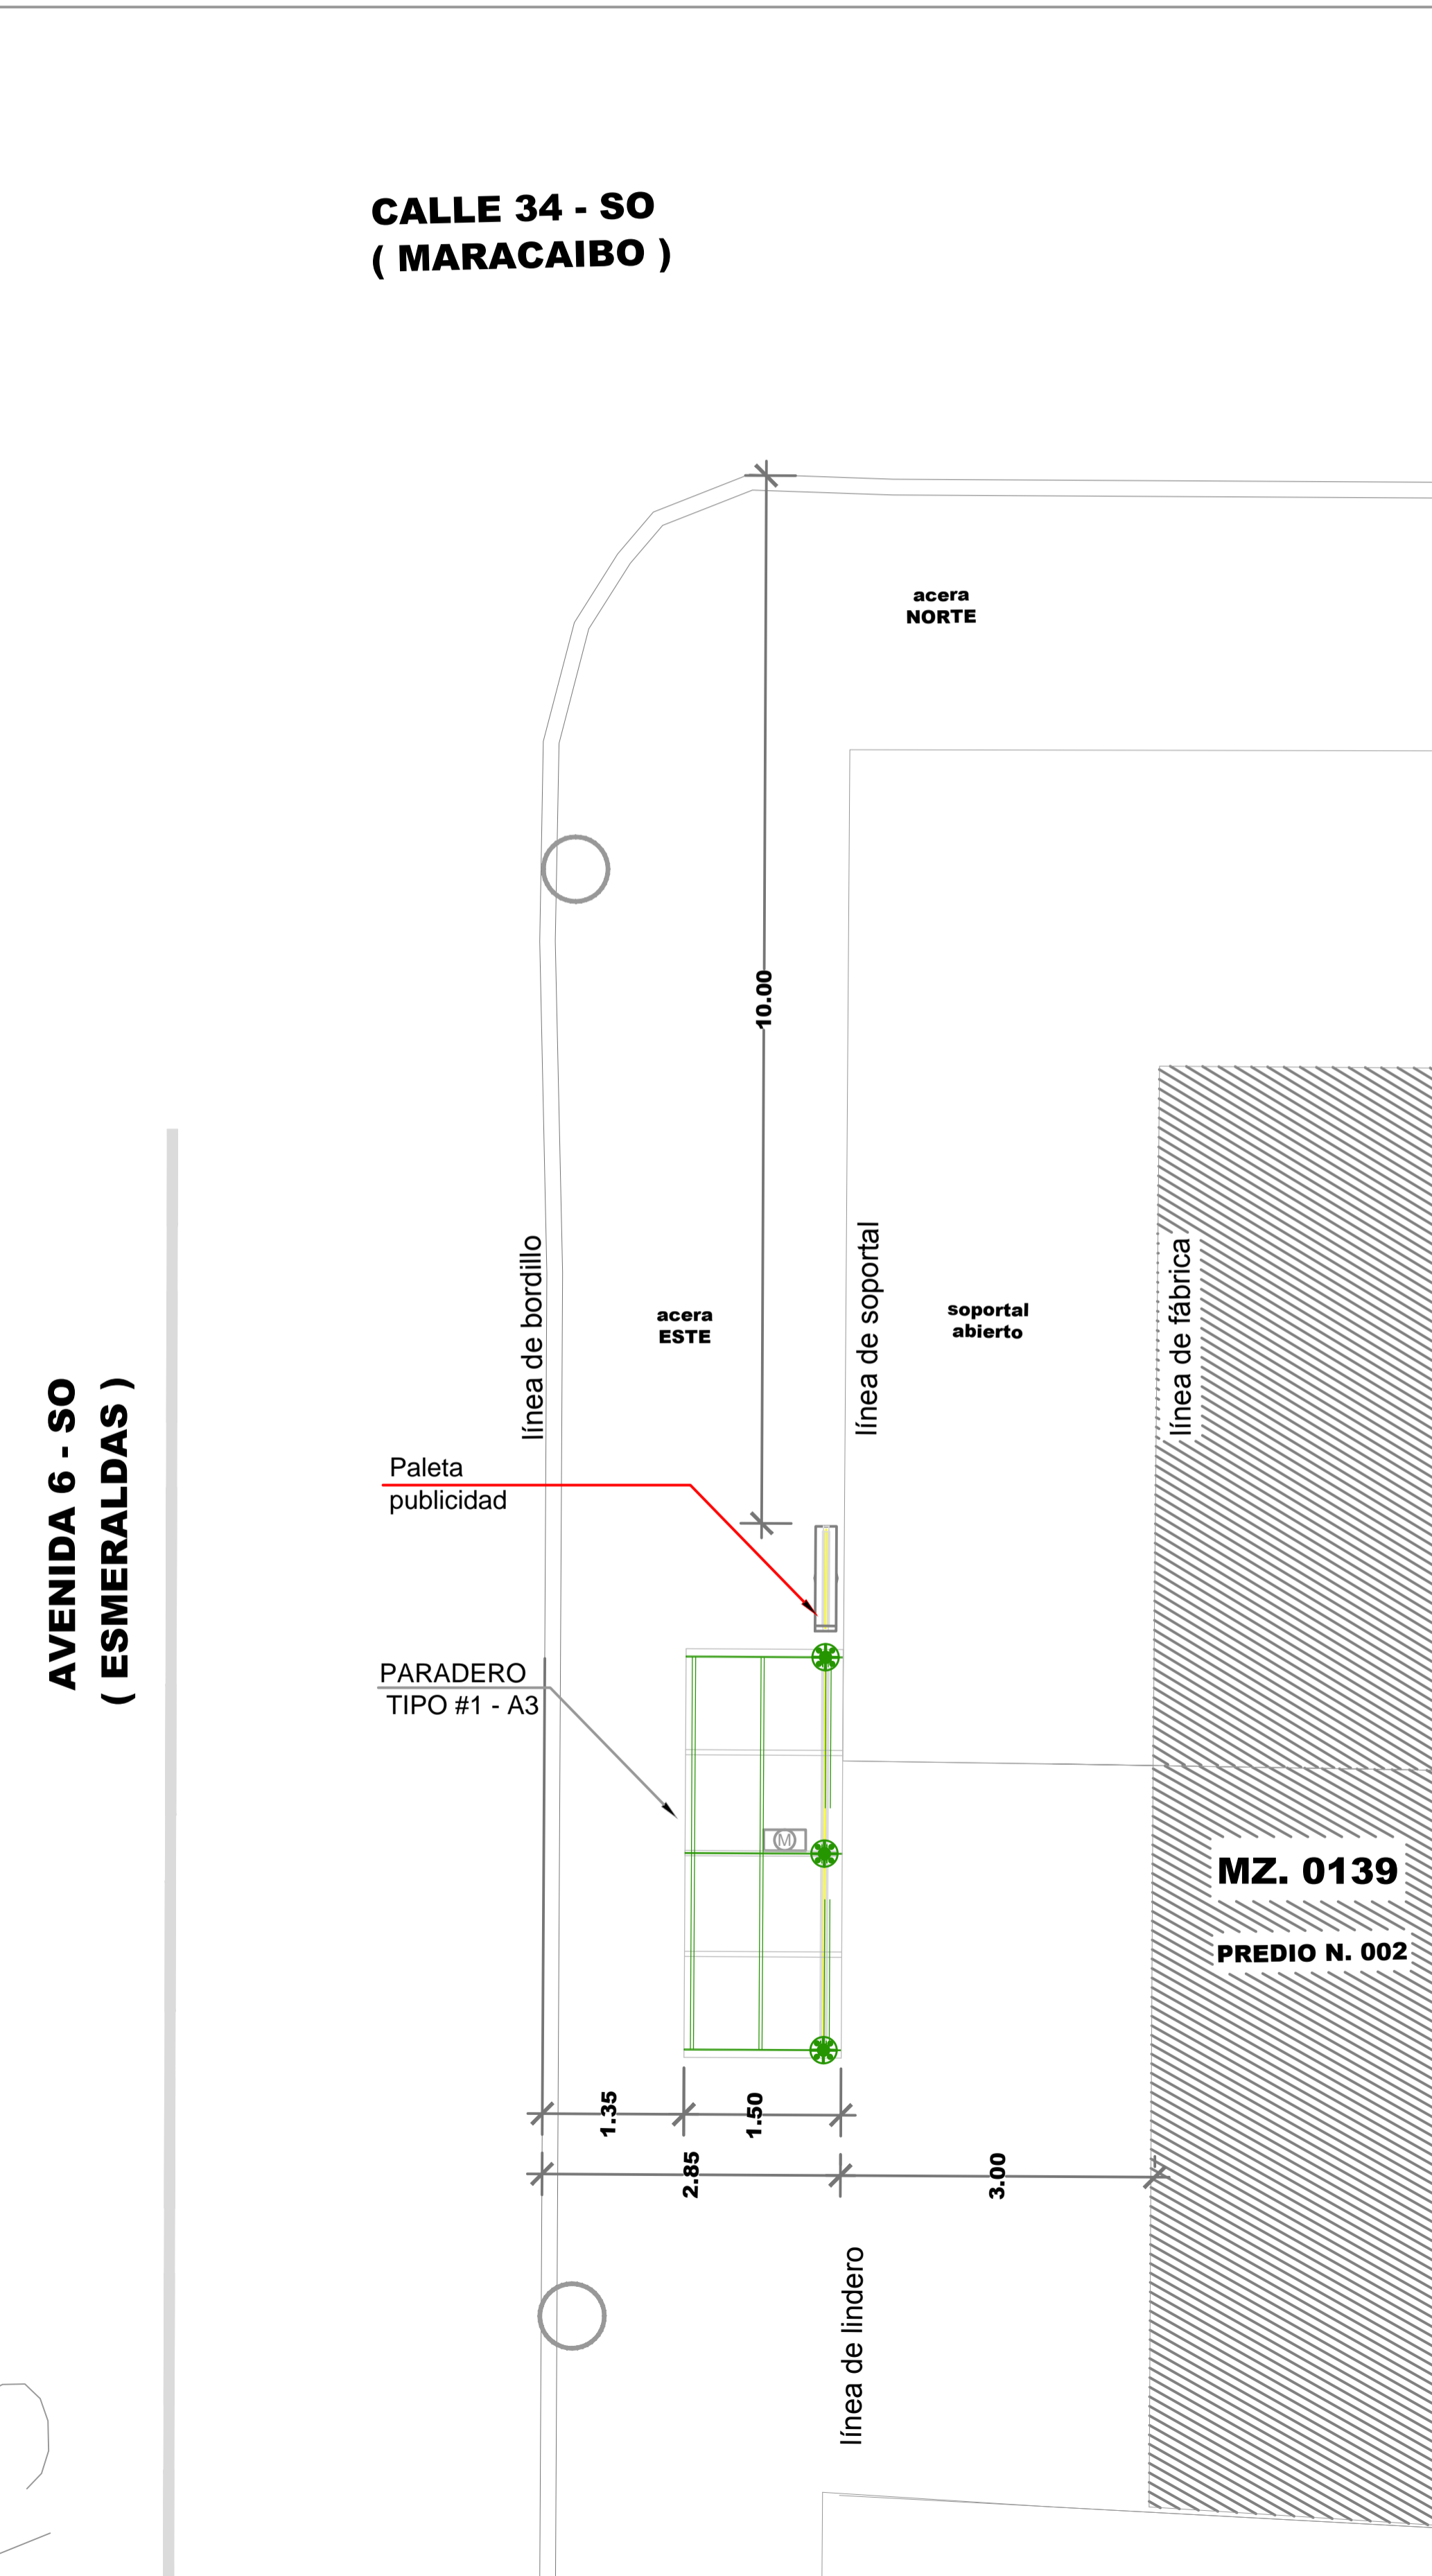 CALLE 34 - SO
( MARACAIBO )
acera
NORTE
10.00
línea de bordillo
acera
ESTE
línea de soportal
soportal
abierto
línea de fábrica
AVENIDA 6 - SO
( ESMERALDAS )
Paleta
publicidad
PARADERO
TIPO #1 - A3
M
MZ. 0139
PREDIO N. 002
1.35
1.50
2.85
3.00
línea de lindero